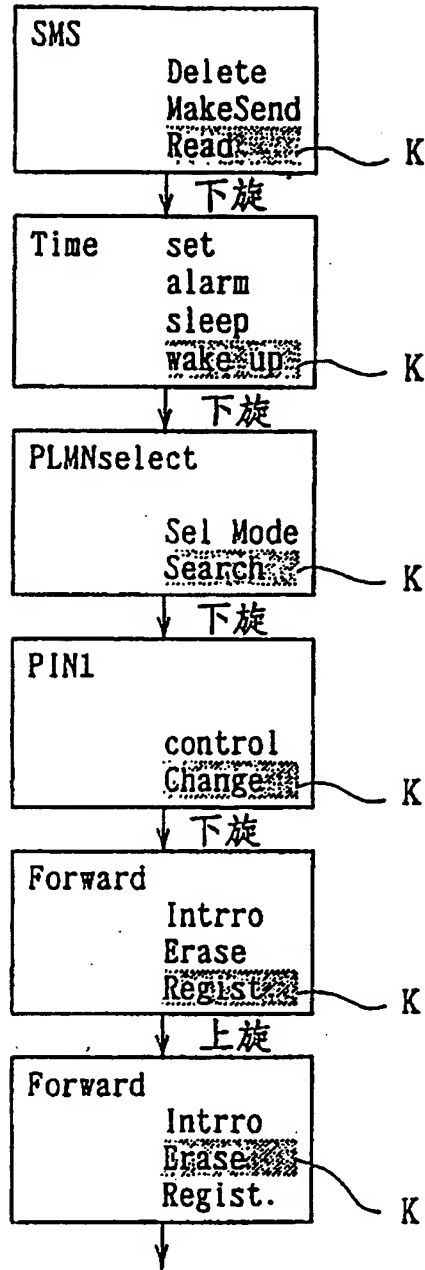 SMS
Delete
MakeSend
Read
K
下旋
Time set
alarm
sleep
wake up
K
下旋
PLMNselect
Sel Mode
Search
K
下旋
PIN1
control
Change
K
下旋
Forward
Intrro
Erase
Regist.
K
上旋
Forward
Intrro
Erase
Regist.
K